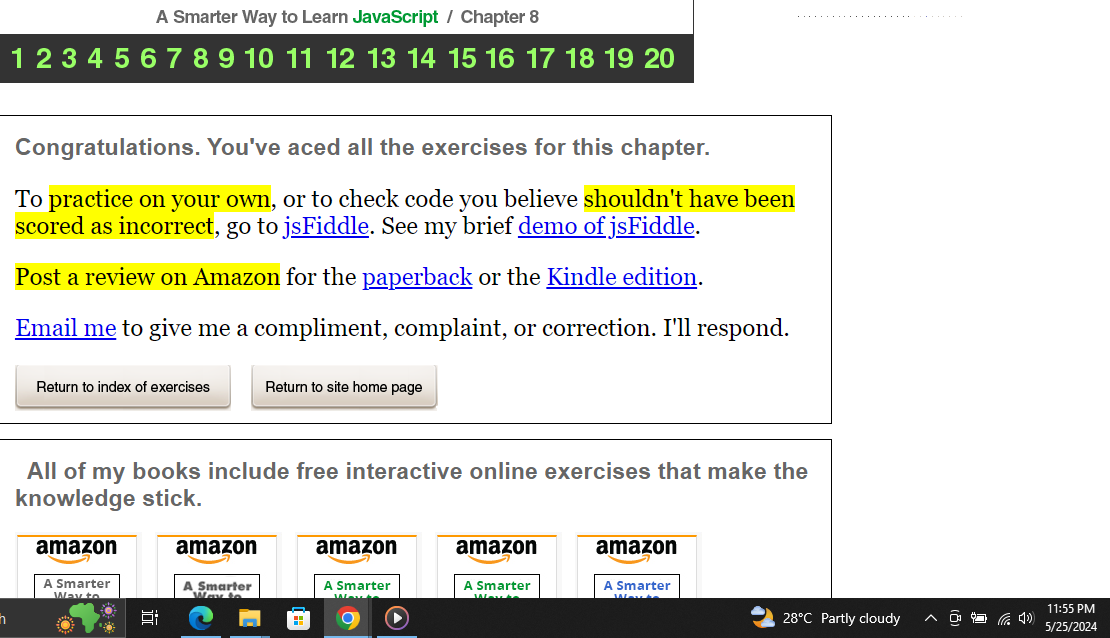 A Smarter Way to Learn JavaScript / Chapter 8
1 2 3 4 5 6 7 8 9 10 11 12 13 14 15 16 17 18 19 20
Congratulations. You've aced all the exercises for this chapter.
To practice on your own, or to check code you believe shouldn't have been
scored as incorrect, go to jsFiddle. See my brief demo of jsFiddle.
Post a review on Amazon for the paperback or the Kindle edition.
Email me to give me a compliment, complaint, or correction. I'll respond.
Return to index of exercises Return to site home page
All of my books include free interactive online exercises that make the
knowledge stick.
amazon amazon amazon amazon amazon
A Smarter A Smarter A Smarter A Smarter A Smarter
Way to Way to Way to Way to Way to
h 28°C Partly cloudy 11:55 PM
5/25/2024